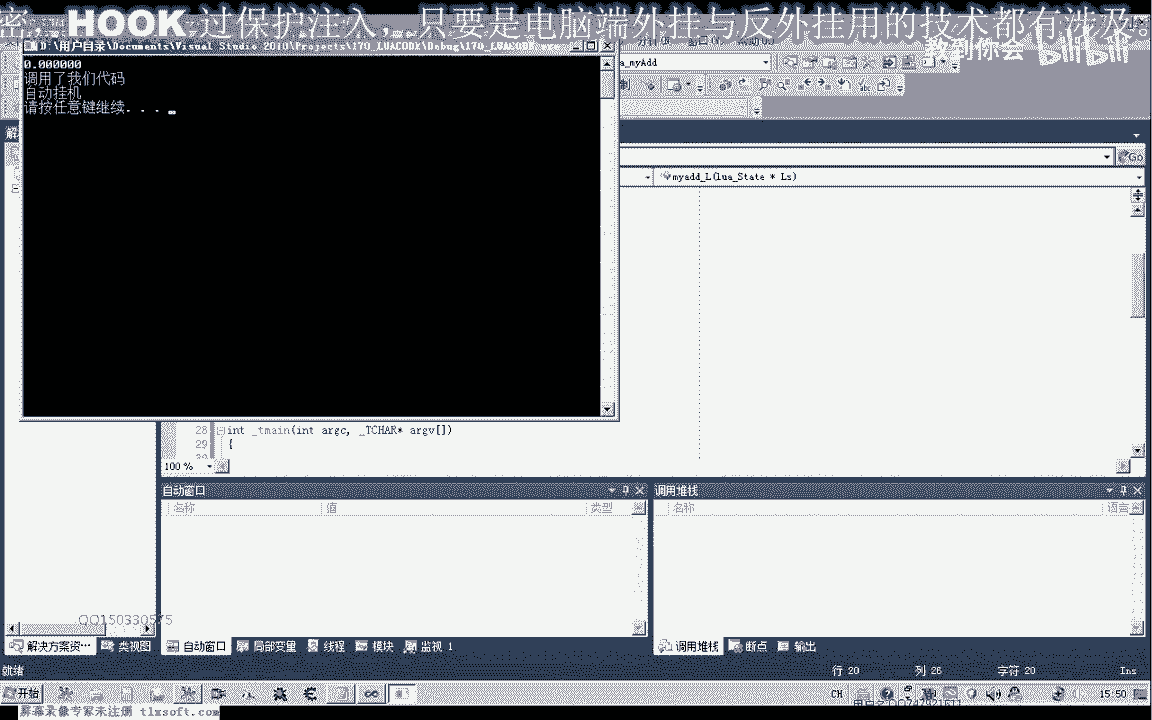 密, HOOK 过保护注入, 只要是电脑端外挂与反外挂用的技术都有涉及
教到你会 bilibili
D:\用户目录\Documents\Visual Studio 2010\Projects\170_LUACODE\Debug\170_LUACODE.exe
a_myAdd
0.000000
调用了我们代码
自动挂机
请按任意键继续. . .
Go
myadd_L(lua_State * Ls)
28 int _tmain(int argc, _TCHAR* argv[])
29 {
100 %
自动窗口
调用堆栈
名称 值 类型
名称 语言
QQ150330575
解决方案资… 类视图 自动窗口 局部变量 线程 模块 监视 1 调用堆栈 断点 输出
就绪 行 20 列 26 字符 20 Ins
开始 CH 15:50
屏幕录像专家未注册 tlxsoft.com